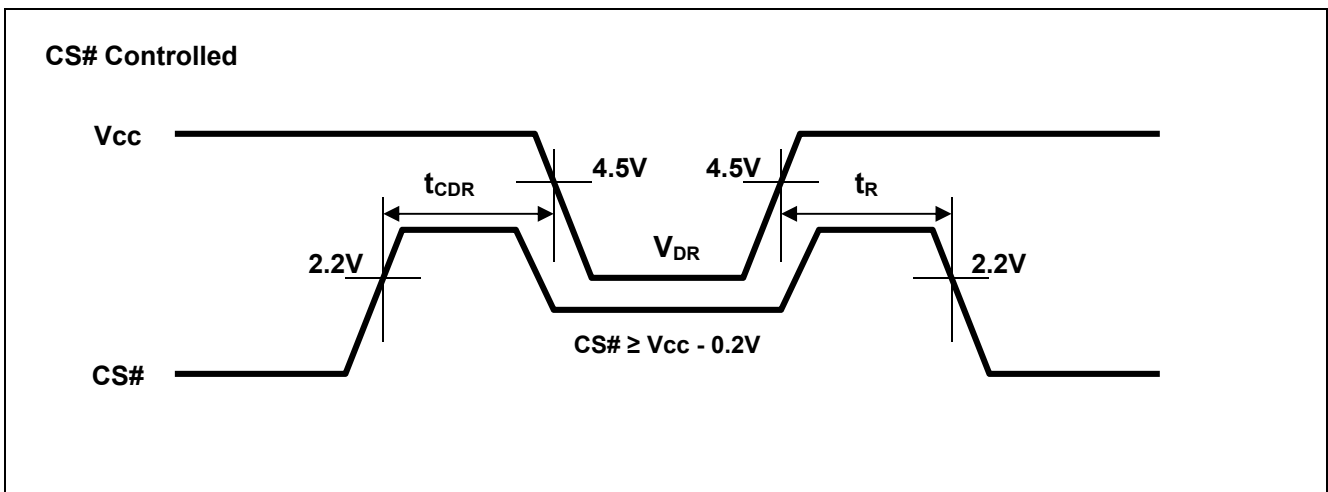 CS# Controlled
Vcc
4.5V
4.5V
tCDR
tR
VDR
2.2V
2.2V
CS# ≥ Vcc - 0.2V
CS#